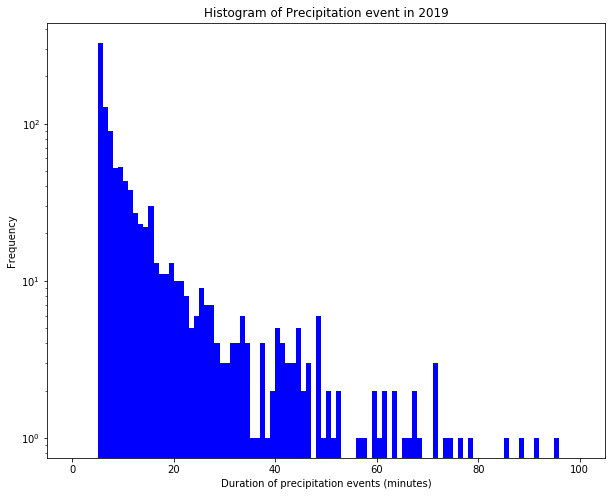 Histogram of Precipitation event in 2019
Frequency
10²
10¹
10⁰
0 20 40 60 80 100
Duration of precipitation events (minutes)